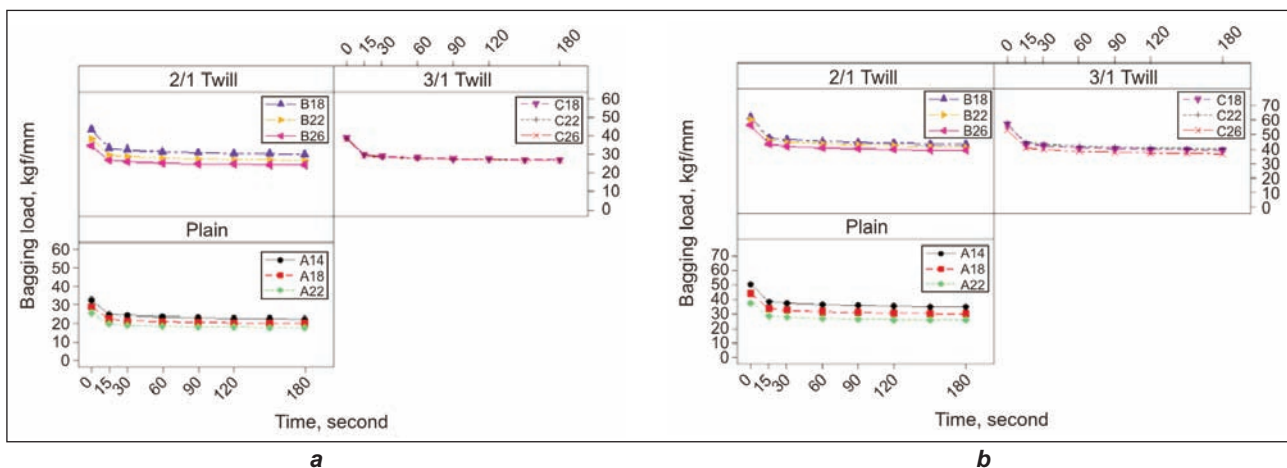 0 15 30 60 90 120 180
2/1 Twill 3/1 Twill
B18
B22
B26
C18
C22
C26
60
50
40
30
20
10
0
Plain
A14
A18
A22
60
50
40
30
20
10
0
Bagging load, kgf/mm
0 15 30 60 90 120 180
Time, second
a
0 15 30 60 90 120 180
2/1 Twill 3/1 Twill
B18
B22
B26
C18
C22
C26
70
60
50
40
30
20
10
0
Plain
A14
A18
A22
70
60
50
40
30
20
10
0
Bagging load, kgf/mm
0 15 30 60 90 120 180
Time, second
b